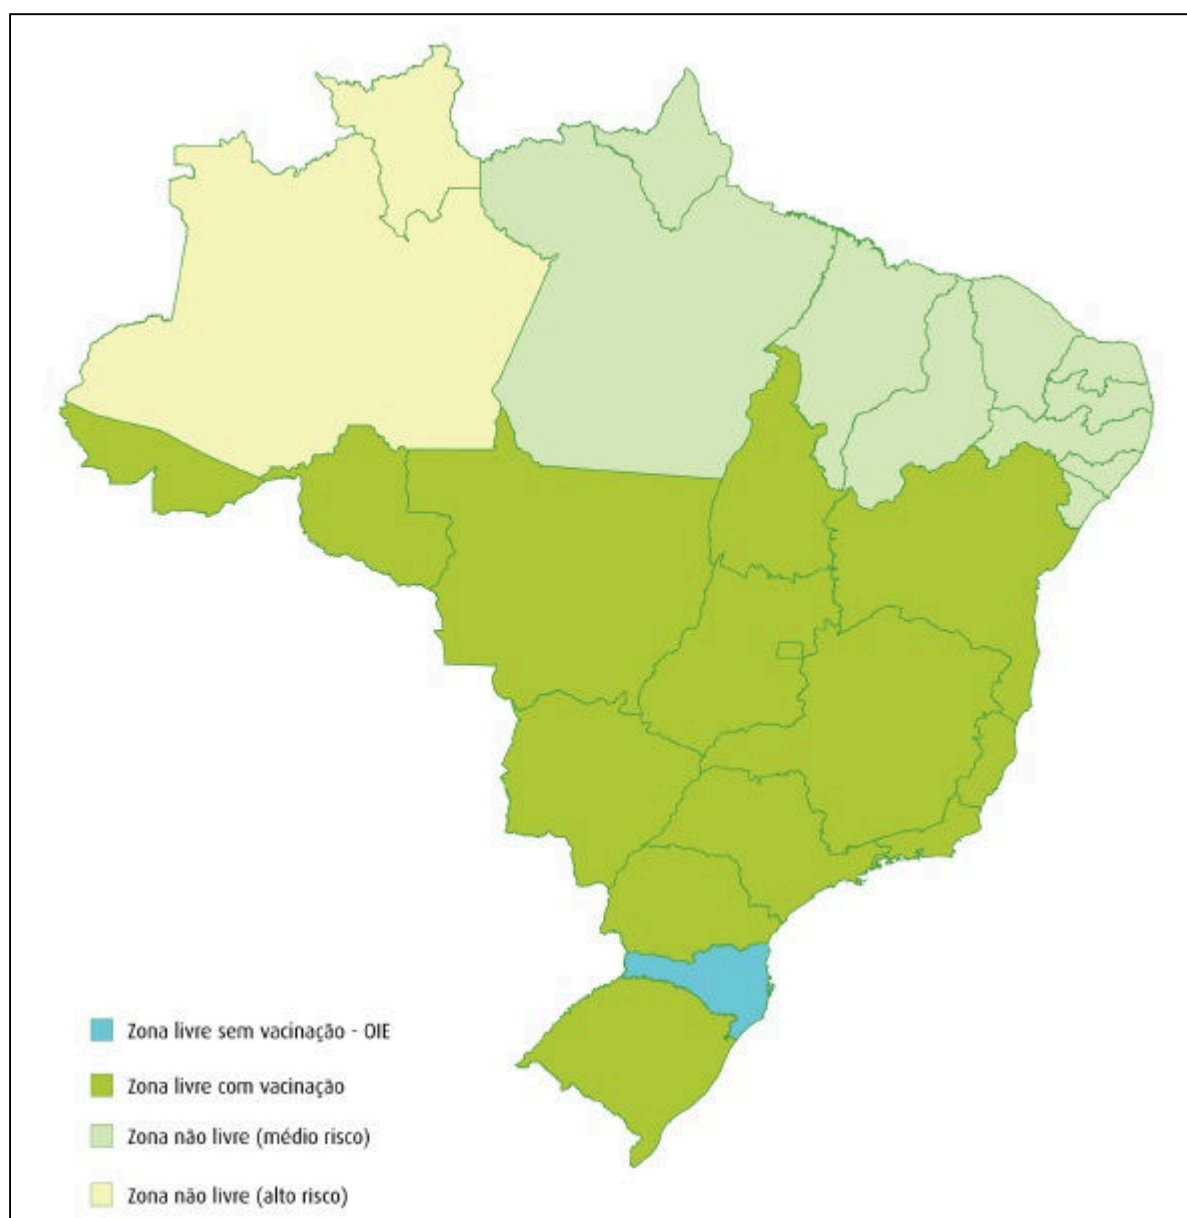 Zona livre sem vacinação - OIE
Zona livre com vacinação
Zona não livre (médio risco)
Zona não livre (alto risco)